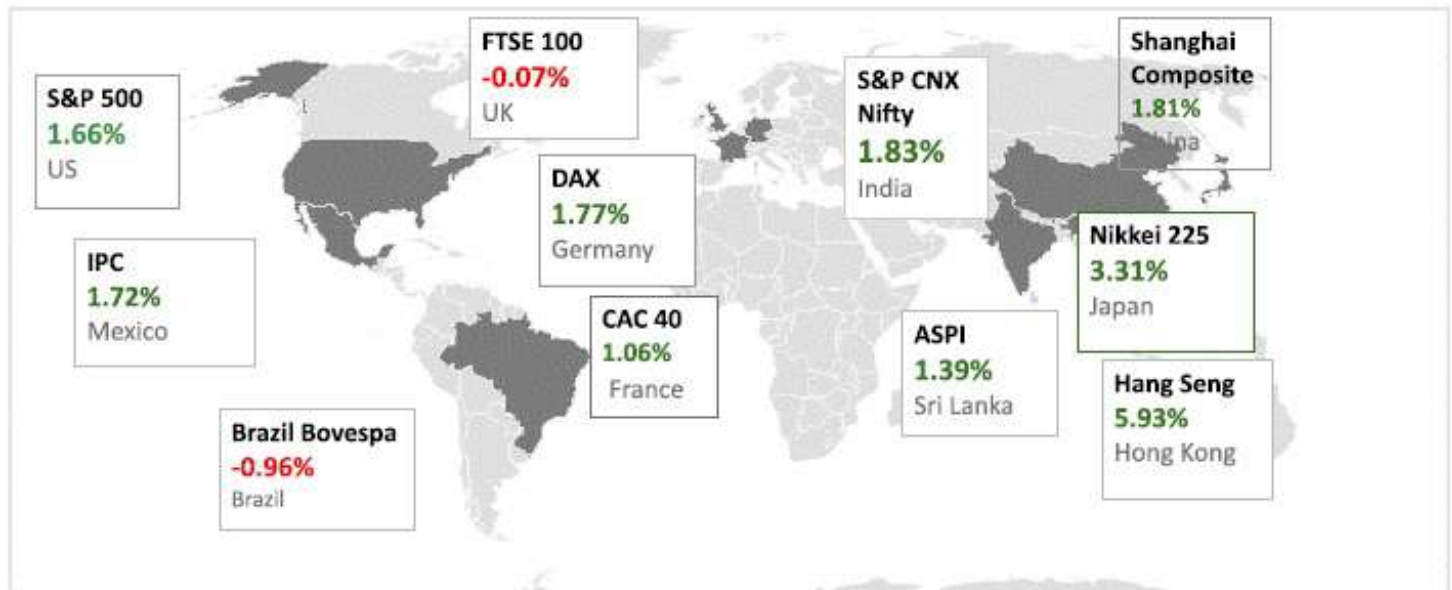 S&P 500
1.66%
US
FTSE 100
-0.07%
UK
S&P CNX
Nifty
1.83%
India
Shanghai
Composite
1.81%
China
IPC
1.72%
Mexico
DAX
1.77%
Germany
Nikkei 225
3.31%
Japan
CAC 40
1.06%
France
ASPI
1.39%
Sri Lanka
Hang Seng
5.93%
Hong Kong
Brazil Bovespa
-0.96%
Brazil